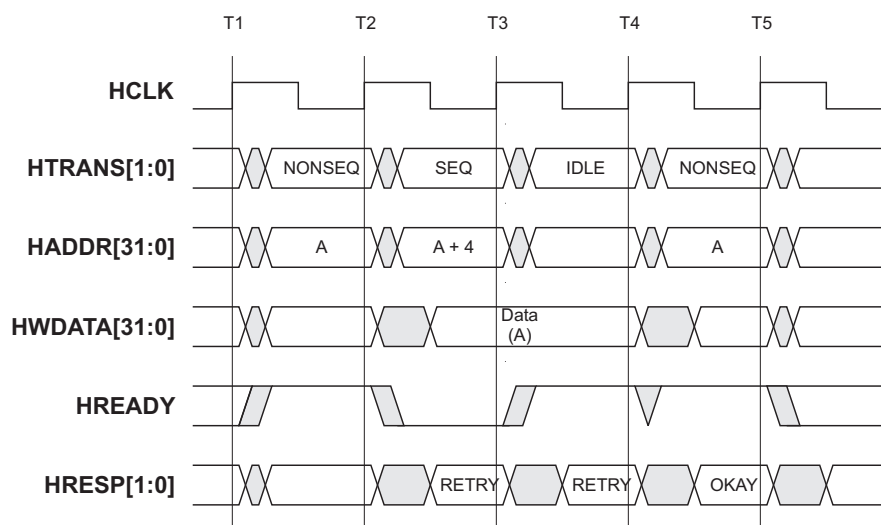 T1 T2 T3 T4 T5
HCLK
HTRANS[1:0] NONSEQ SEQ IDLE NONSEQ
HADDR[31:0] A A + 4 A
HWDATA[31:0] Data
(A)
HREADY
HRESP[1:0] RETRY RETRY OKAY